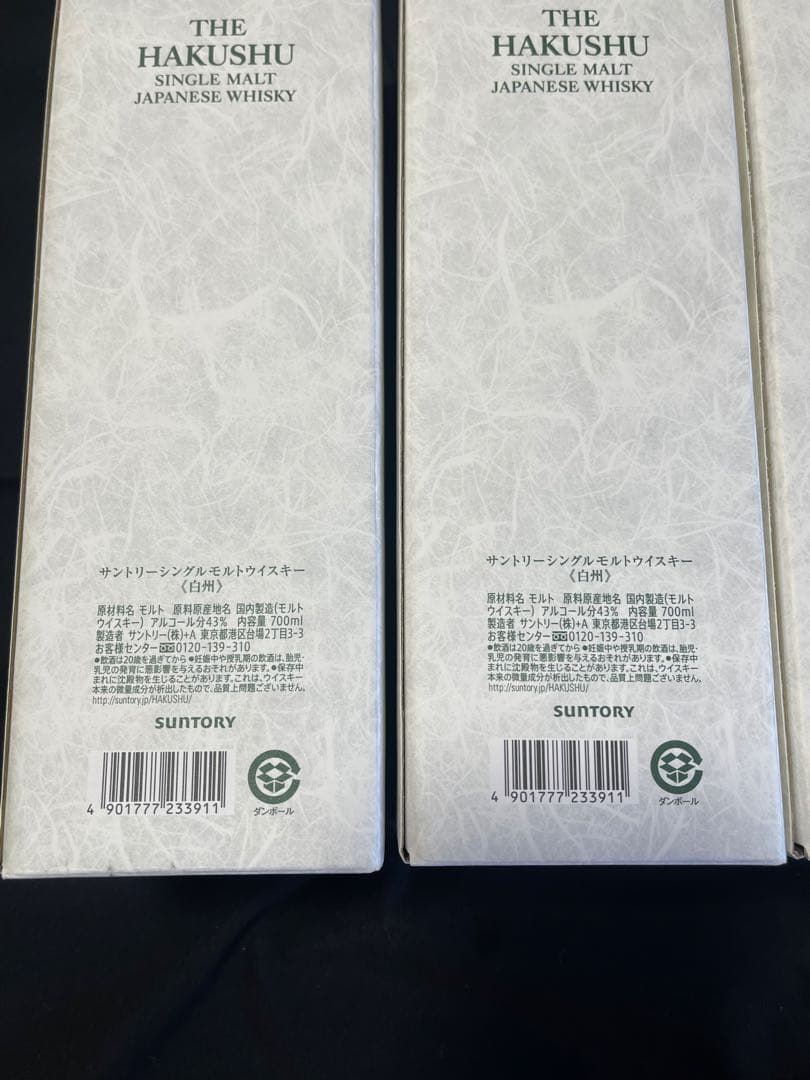 THE
HAKUSHU
SINGLE MALT
JAPANESE WHISKY
サントリーシングルモルトウイスキー
《白州》
原材料名 モルト 原料原産地名 国内製造(モルト
ウイスキー) アルコール分43% 内容量 700ml
製造者 サントリー(株)+A 東京都港区台場2丁目3-3
お客様センター 0120-139-310
●飲酒は20歳を過ぎてから ●妊娠中や授乳期の飲酒は、胎児・
乳児の発育に悪影響を与えるおそれがあります。●保存中
まれに沈殿物を生じることがあります。これは、ウイスキー
本来の微量成分が析出したもので、品質上問題ございません。
http://suntory.jp/HAKUSHU/
SUNTORY
4 901777 233911
ダンボール
THE
HAKUSHU
SINGLE MALT
JAPANESE WHISKY
サントリーシングルモルトウイスキー
《白州》
原材料名 モルト 原料原産地名 国内製造(モルト
ウイスキー) アルコール分43% 内容量 700ml
製造者 サントリー(株)+A 東京都港区台場2丁目3-3
お客様センター 0120-139-310
●飲酒は20歳を過ぎてから ●妊娠中や授乳期の飲酒は、胎児・
乳児の発育に悪影響を与えるおそれがあります。●保存中
まれに沈殿物を生じることがあります。これは、ウイスキー
本来の微量成分が析出したもので、品質上問題ございません。
http://suntory.jp/HAKUSHU/
SUNTORY
4 901777 233911
ダンボール